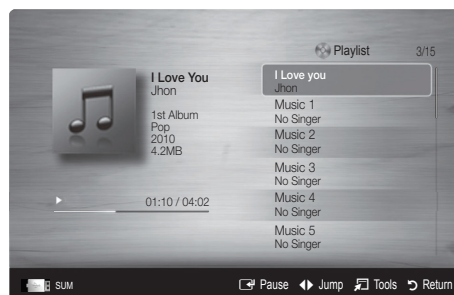 Playlist 3/15
I Love You
Jhon
1st Album
Pop
2010
4.2MB
01:10 / 04:02
I Love you
Jhon
Music 1
No Singer
Music 2
No Singer
Music 3
No Singer
Music 4
No Singer
Music 5
No Singer
SUM Pause Jump Tools Return